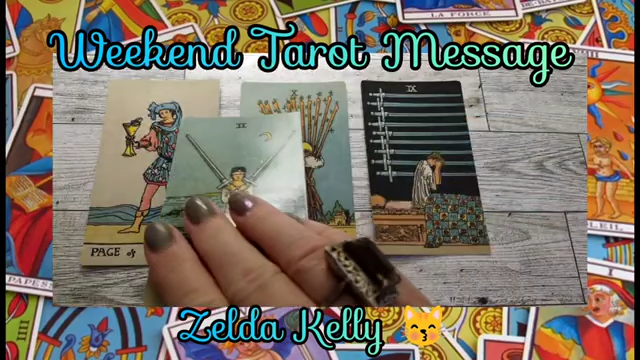 LA FORCE
Weekend Tarot Message
X
IX
II
PAGE of
Zelda Kelly 😽